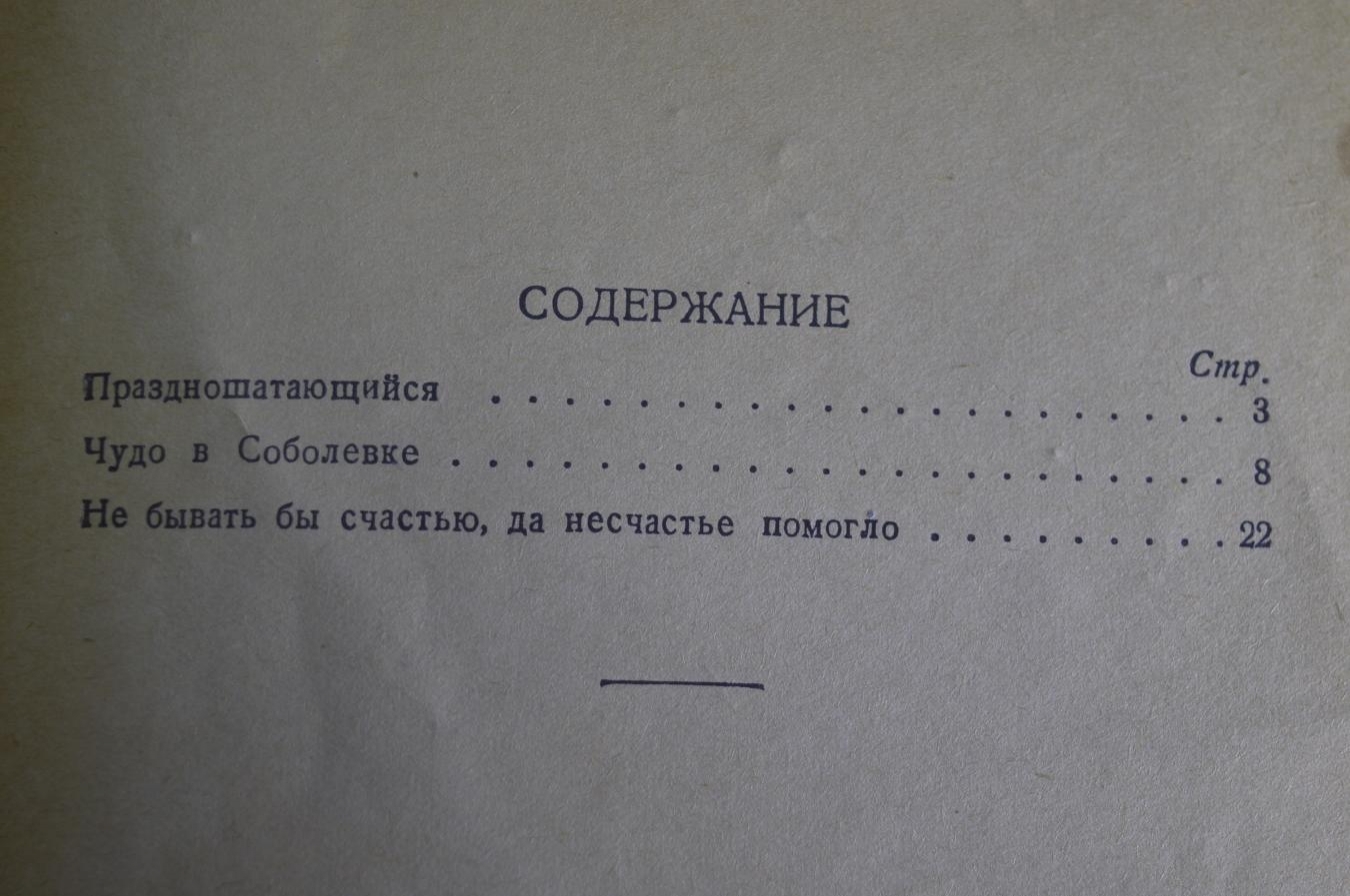 СОДЕРЖАНИЕ
Стр.
Праздношатающийся . . . . . . . . . . . . . . . . . . . . . 3
Чудо в Соболевке . . . . . . . . . . . . . . . . . . . . . . 8
Не бывать бы счастью, да несчастье помогло . . . . . . . . . 22